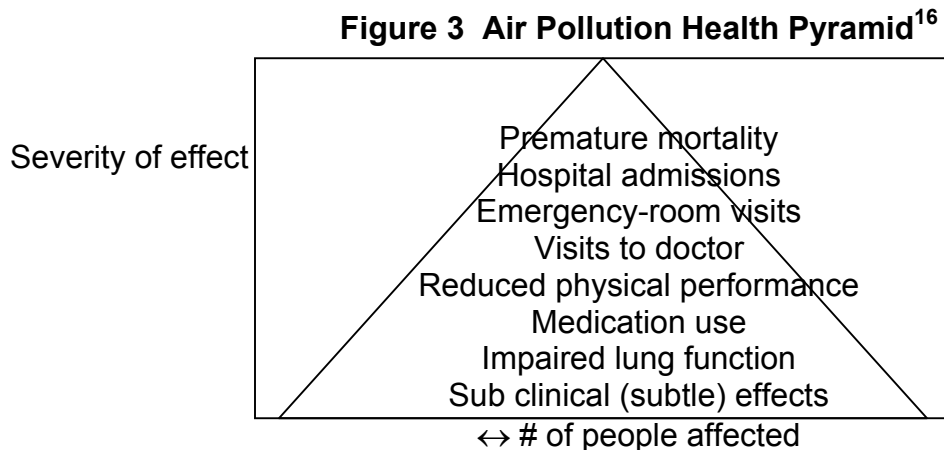 Figure 3 Air Pollution Health Pyramid16
Premature mortality
Severity of effect
Hospital admissions
Emergency-room visits
Visits to doctor
Reduced physical performance
Medication use
Impaired lung function
Sub clinical (subtle) effects
↔ # of people affected